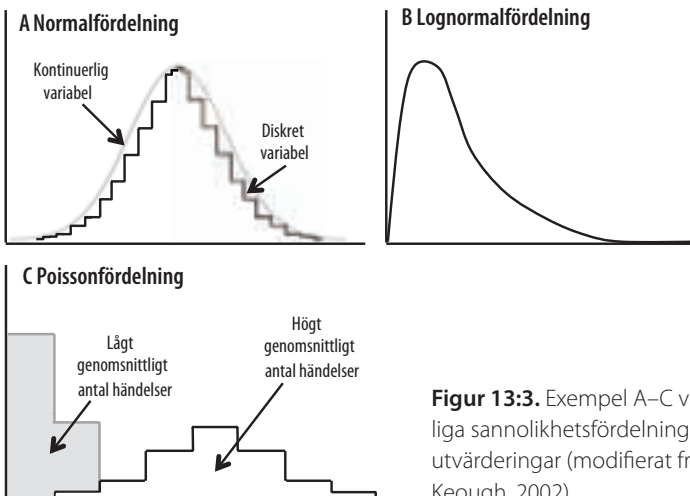 A Normalfördelning
Kontinuerlig
variabel
Diskret
variabel
B Lognormalfördelning
C Poissonfördelning
Lågt
genomsnittligt
antal händelser
Högt
genomsnittligt
antal händelser
Figur 13:3. Exempel A–C v
liga sannolikhetsfördelning
utvärderingar (modifierat fr
Keough, 2002)